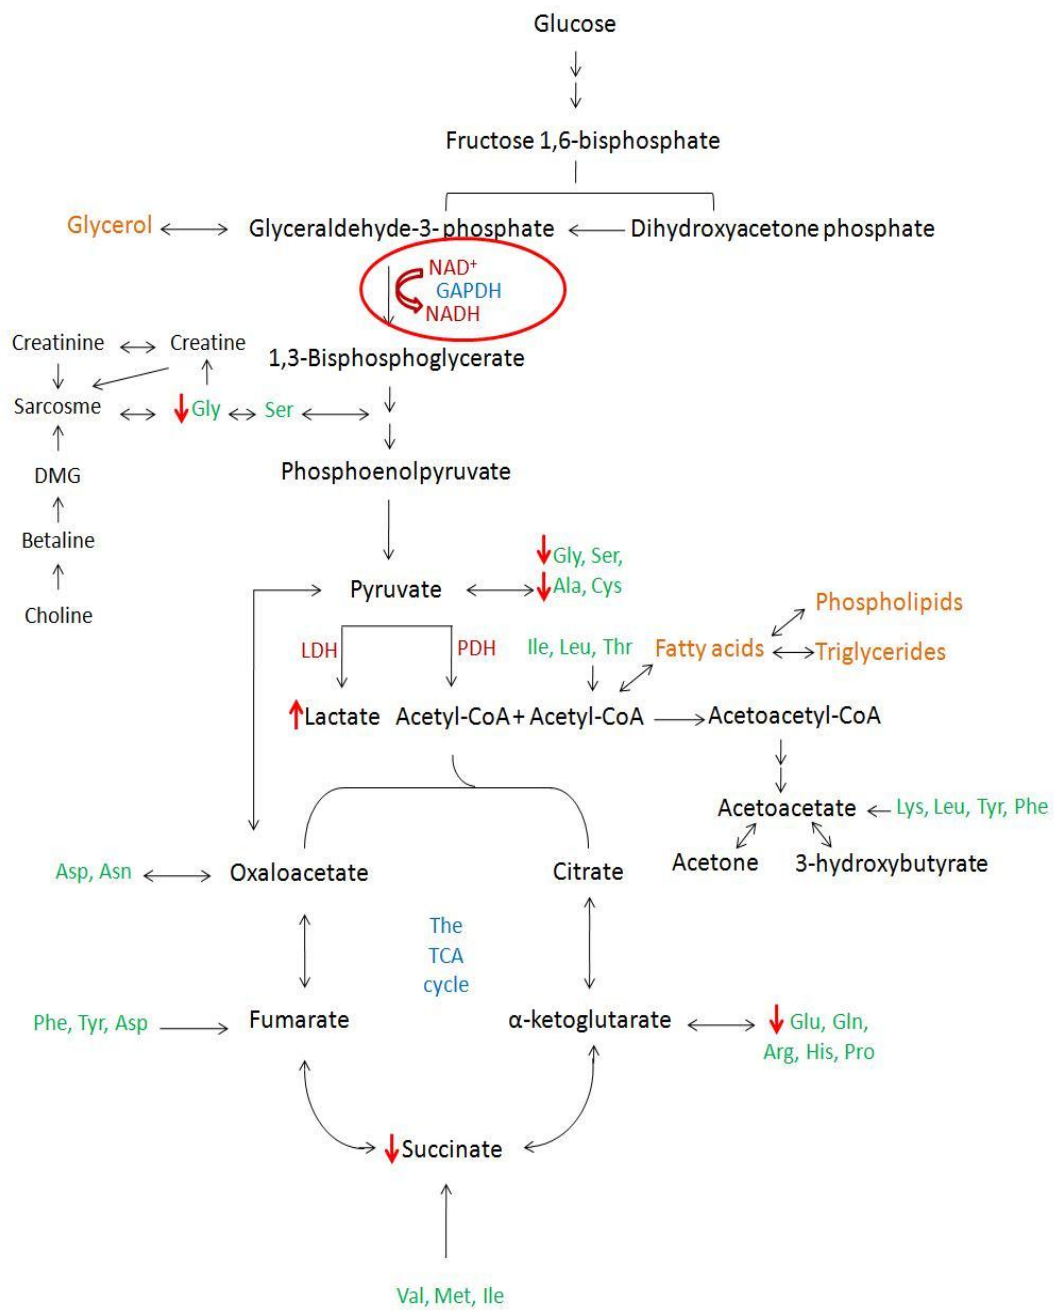 Glucose
Fructose 1,6-bisphosphate
Glycerol
Glyceraldehyde-3-phosphate
Dihydroxyacetone phosphate
NAD⁺
GAPDH
NADH
Creatinine
Creatine
1,3-Bisphosphoglycerate
Sarcosme
Gly
Ser
Phosphoenolpyruvate
DMG
Betaline
Choline
Pyruvate
Gly, Ser,
Ala, Cys
Phospholipids
LDH
PDH
Ile, Leu, Thr
Fatty acids
Triglycerides
Lactate
Acetyl-CoA + Acetyl-CoA
Acetoacetyl-CoA
Acetoacetate
Lys, Leu, Tyr, Phe
Acetone
3-hydroxybutyrate
Asp, Asn
Oxaloacetate
Citrate
The
TCA
cycle
Phe, Tyr, Asp
Fumarate
α-ketoglutarate
Glu, Gln,
Arg, His, Pro
Succinate
Val, Met, Ile